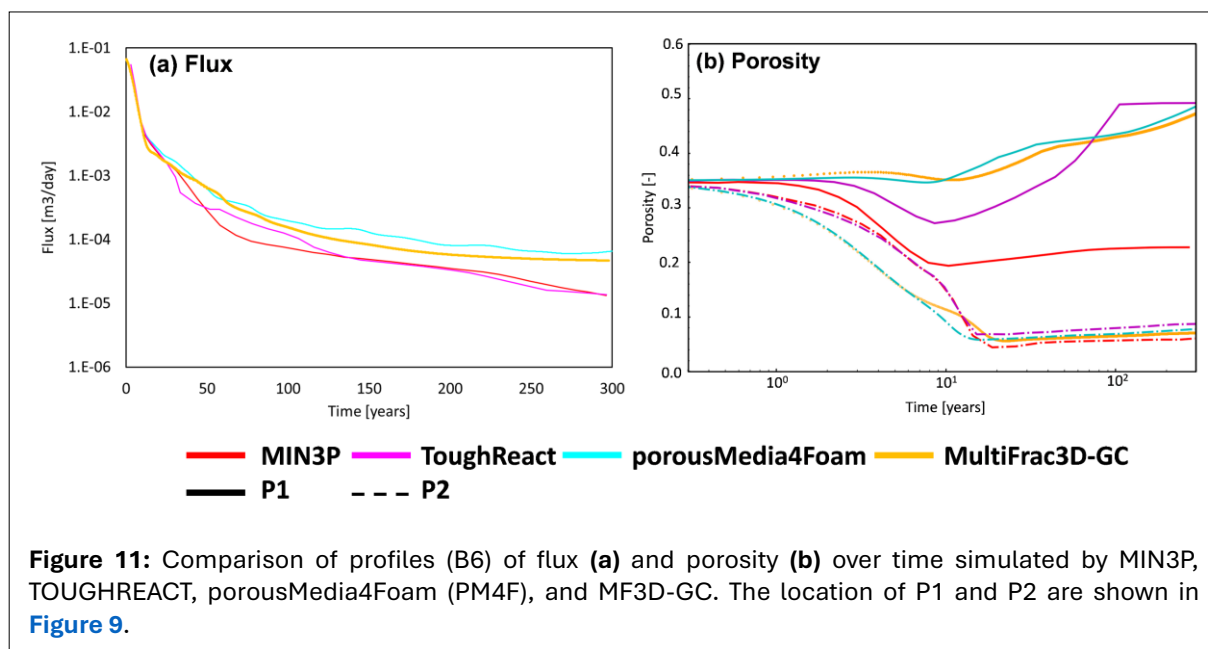 (a) Flux
1.E-01
1.E-02
1.E-03
1.E-04
1.E-05
1.E-06
Flux [m3/day]
0 50 100 150 200 250 300
Time [years]
(b) Porosity
0.6
0.5
0.4
0.3
0.2
0.1
0.0
Porosity [-]
10⁰ 10¹ 10²
Time [years]
MIN3P ToughReact porousMedia4Foam MultiFrac3D-GC
P1 P2
Figure 11: Comparison of profiles (B6) of flux (a) and porosity (b) over time simulated by MIN3P,
TOUGHREACT, porousMedia4Foam (PM4F), and MF3D-GC. The location of P1 and P2 are shown in
Figure 9.